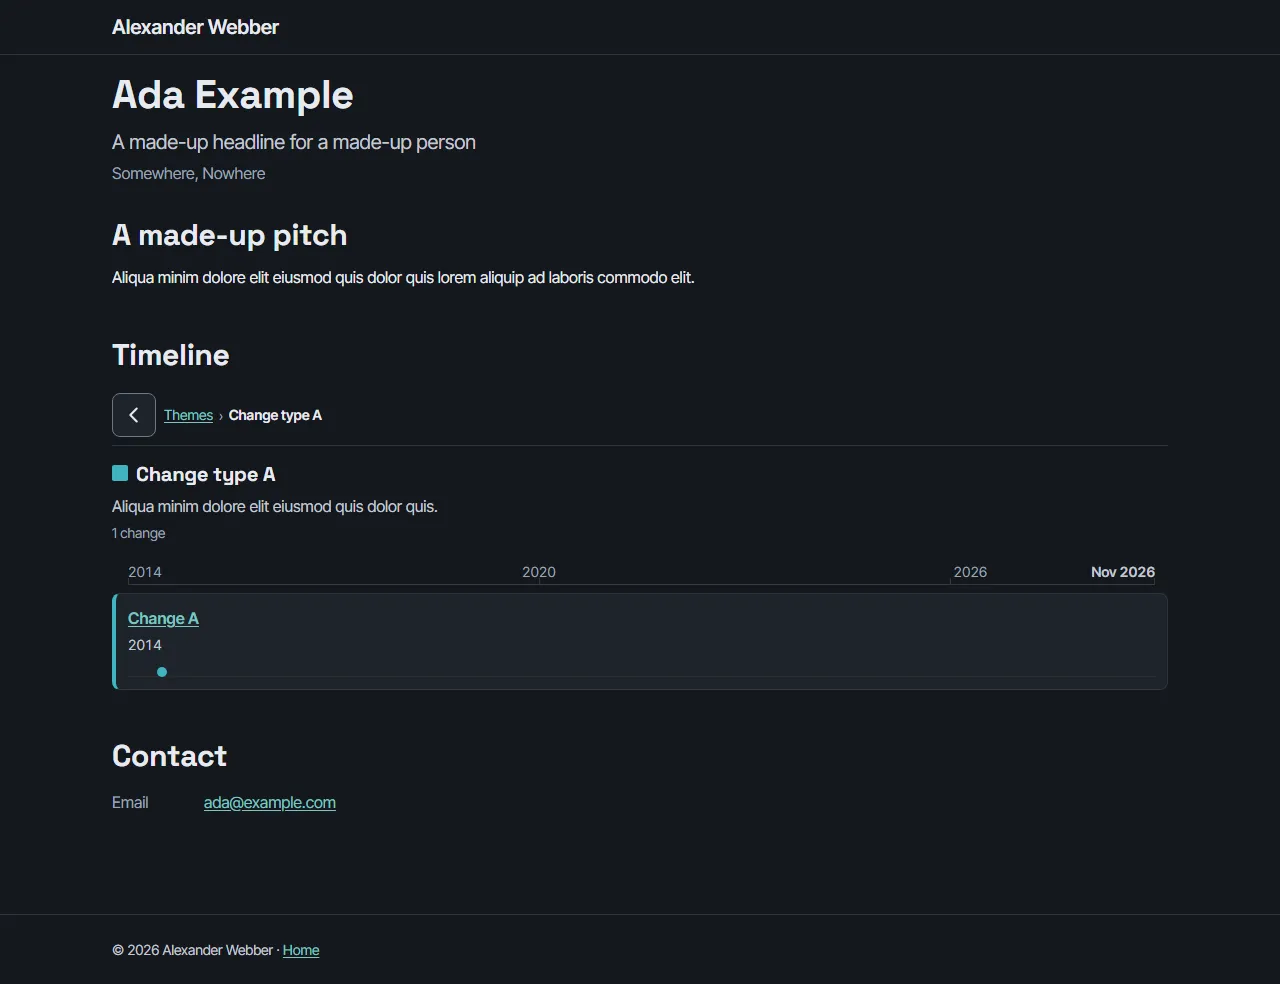 Alexander Webber
Ada Example
A made-up headline for a made-up person
Somewhere, Nowhere
A made-up pitch
Aliqua minim dolore elit eiusmod quis dolor quis lorem aliquip ad laboris commodo elit.
Timeline
Themes › Change type A
Change type A
Aliqua minim dolore elit eiusmod quis dolor quis.
1 change
2014 2020 2026 Nov 2026
Change A
2014
Contact
Email ada@example.com
© 2026 Alexander Webber · Home